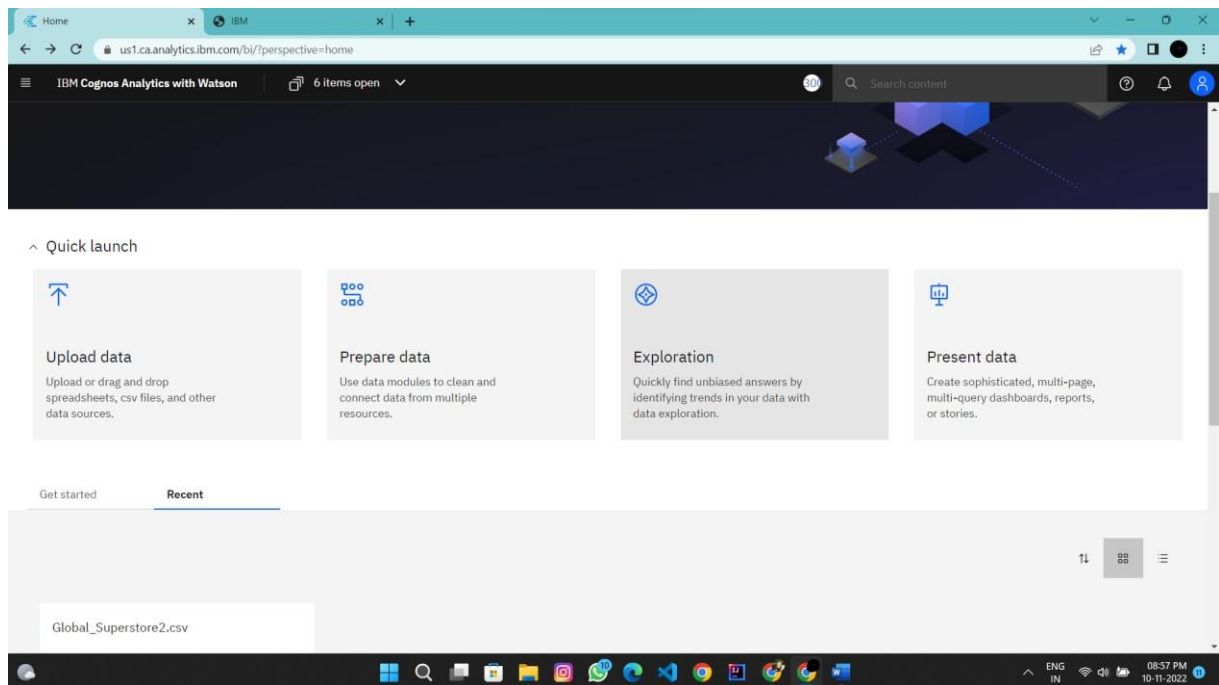 Home
IBM
us1.ca.analytics.ibm.com/bi/?perspective=home
IBM Cognos Analytics with Watson
6 items open
Search content
Quick launch
Upload data
Upload or drag and drop
spreadsheets, csv files, and other
data sources.
Prepare data
Use data modules to clean and
connect data from multiple
resources.
Exploration
Quickly find unbiased answers by
identifying trends in your data with
data exploration.
Present data
Create sophisticated, multi-page,
multi-query dashboards, reports,
or stories.
Get started
Recent
Global_Superstore2.csv
10
ENG
IN
08:57 PM
10-11-2022
11